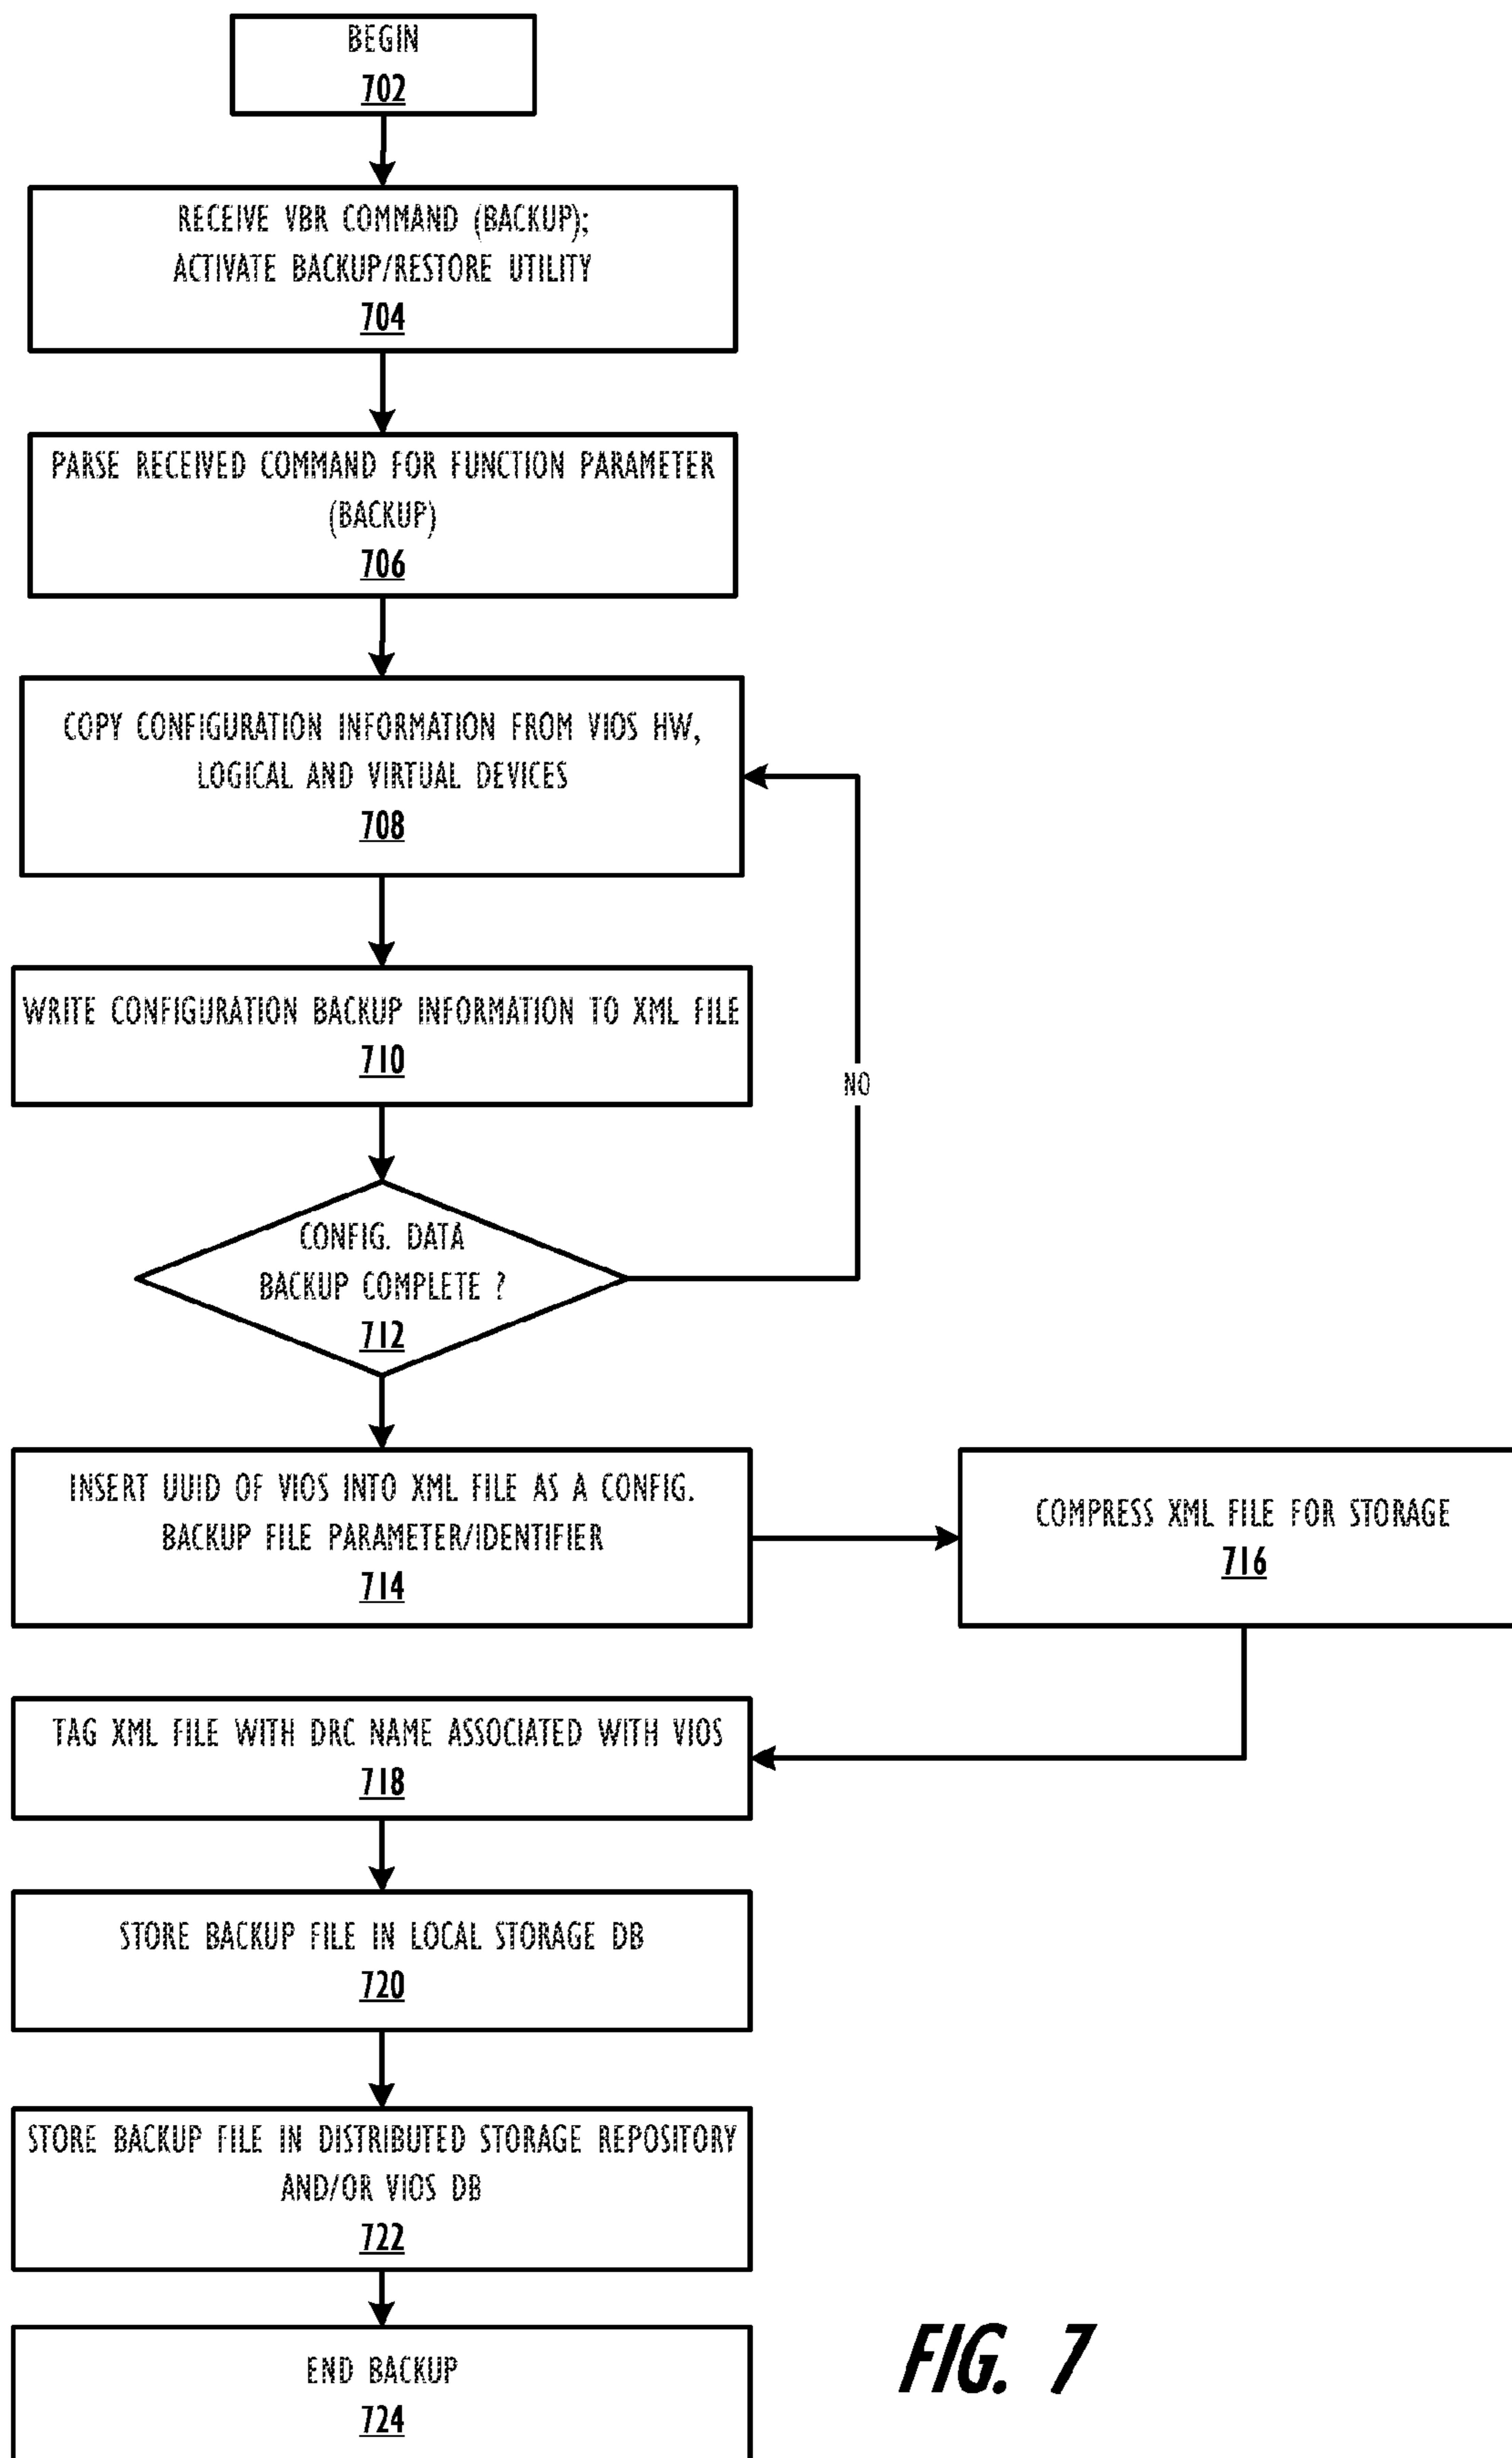 BEGIN
702
RECEIVE VBR COMMAND (BACKUP);
ACTIVATE BACKUP/RESTORE UTILITY
704
PARSE RECEIVED COMMAND FOR FUNCTION PARAMETER
(BACKUP)
706
COPY CONFIGURATION INFORMATION FROM VIOS HW,
LOGICAL AND VIRTUAL DEVICES
708
WRITE CONFIGURATION BACKUP INFORMATION TO XML FILE
710
NO
CONFIG. DATA
BACKUP COMPLETE ?
712
INSERT UUID OF VIOS INTO XML FILE AS A CONFIG.
BACKUP FILE PARAMETER/IDENTIFIER
714
COMPRESS XML FILE FOR STORAGE
716
TAG XML FILE WITH DRC NAME ASSOCIATED WITH VIOS
718
STORE BACKUP FILE IN LOCAL STORAGE DB
720
STORE BACKUP FILE IN DISTRIBUTED STORAGE REPOSITORY
AND/OR VIOS DB
722
END BACKUP
724
FIG. 7